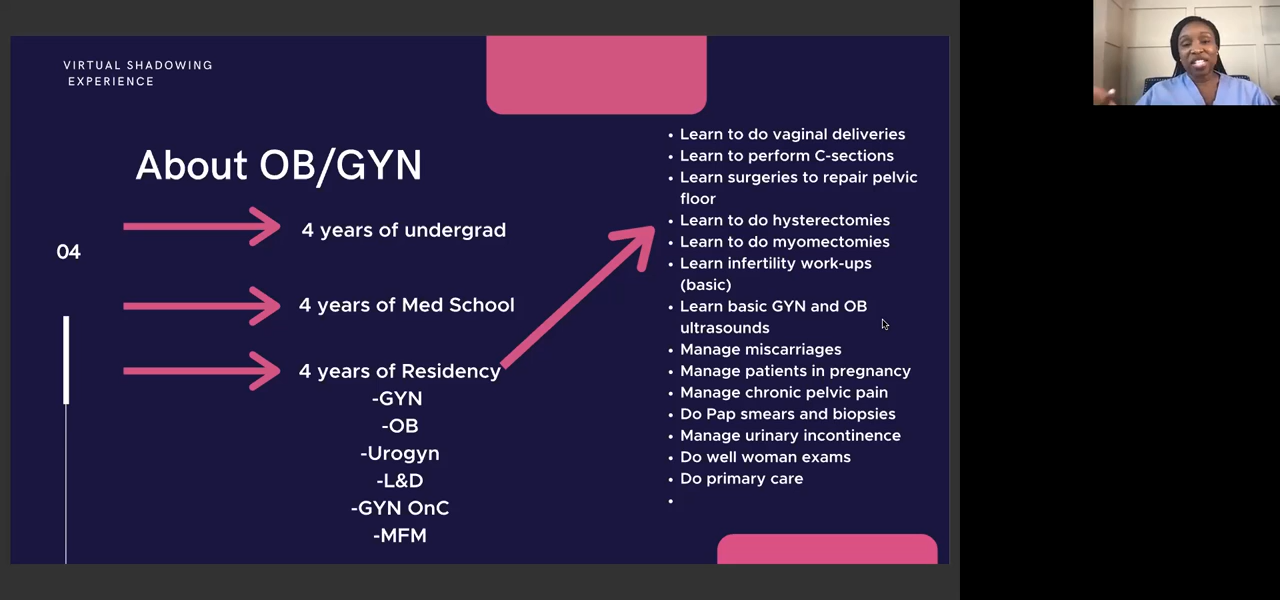 VIRTUAL SHADOWING
EXPERIENCE
About OB/GYN
04
4 years of undergrad
4 years of Med School
4 years of Residency
-GYN
-OB
-Urogyn
-L&D
-GYN OnC
-MFM
• Learn to do vaginal deliveries
• Learn to perform C-sections
• Learn surgeries to repair pelvic
floor
• Learn to do hysterectomies
• Learn to do myomectomies
• Learn infertility work-ups
(basic)
• Learn basic GYN and OB
ultrasounds
• Manage miscarriages
• Manage patients in pregnancy
• Manage chronic pelvic pain
• Do Pap smears and biopsies
• Manage urinary incontinence
• Do well woman exams
• Do primary care
•